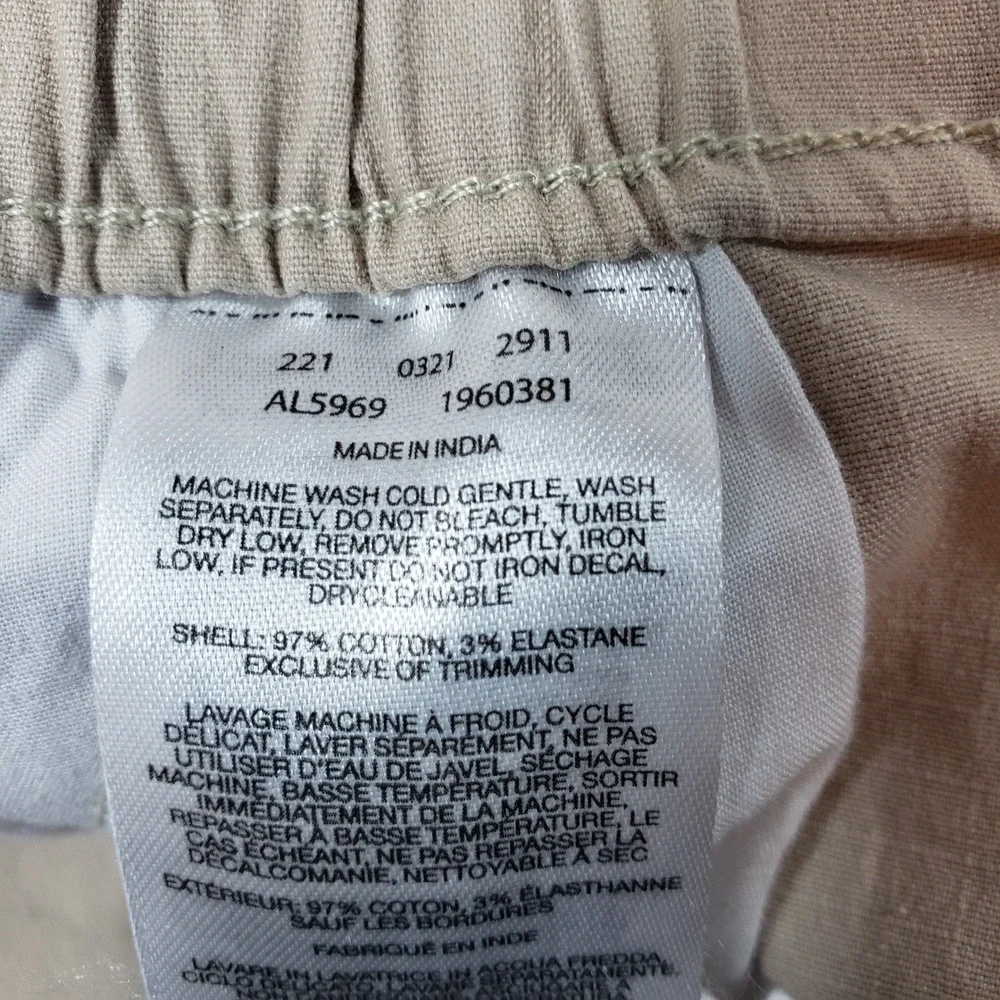 221 0321 2911
AL5969 1960381
MADE IN INDIA
MACHINE WASH COLD GENTLE, WASH
SEPARATELY, DO NOT BLEACH, TUMBLE
DRY LOW, REMOVE PROMPTLY, IRON
LOW, IF PRESENT DO NOT IRON DECAL,
DRYCLEANABLE
SHELL: 97% COTTON, 3% ELASTANE
EXCLUSIVE OF TRIMMING
LAVAGE MACHINE À FROID, CYCLE
DÉLICAT, LAVER SÉPARÉMENT, NE PAS
UTILISER D'EAU DE JAVEL, SÉCHAGE
MACHINE, BASSE TEMPÉRATURE, SORTIR
IMMÉDIATEMENT DE LA MACHINE,
REPASSER À BASSE TEMPÉRATURE, LE
CAS ÉCHÉANT, NE PAS REPASSER LA
DÉCALCOMANIE, NETTOYABLE À SEC
EXTÉRIEUR: 97% COTON, 3% ÉLASTHANNE
SAUF LES BORDURES
FABRIQUÉ EN INDE
LAVARE IN LAVATRICE IN ACQUA FREDDA,
CICLO DELICATO, LAVARE SEPARATAMENTE,